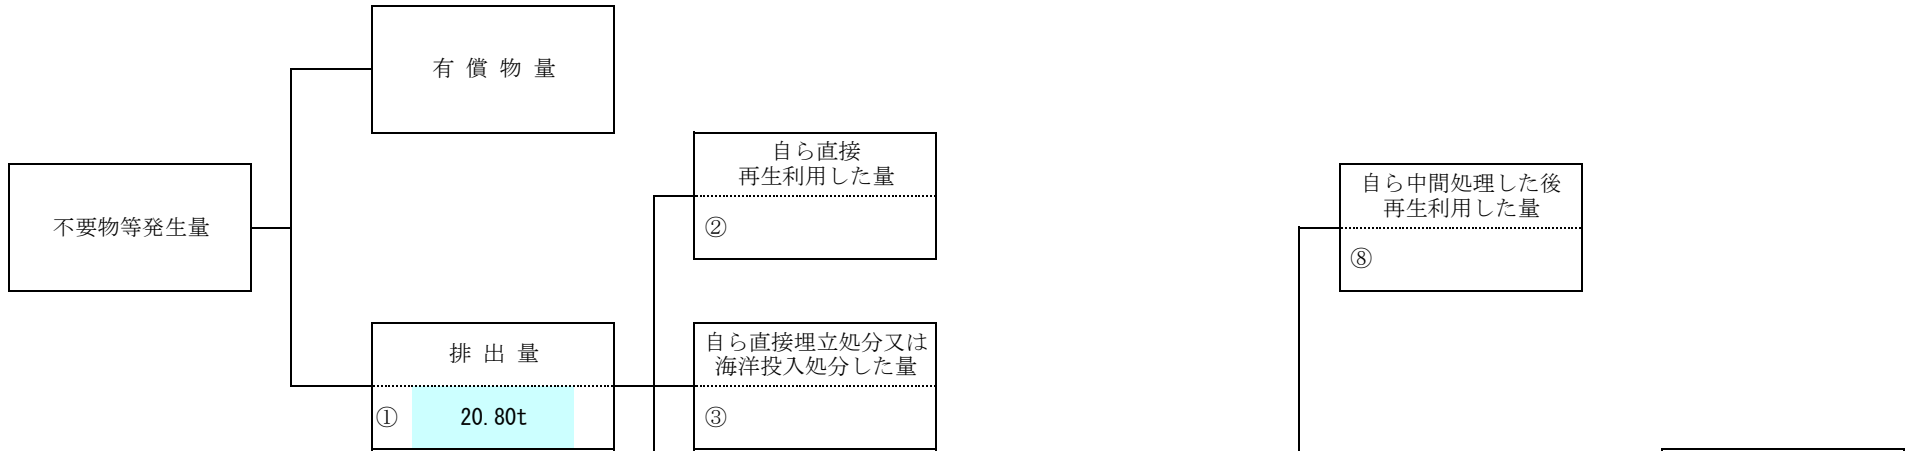 有 償 物 量
自ら直接
再生利用した量
②
不要物等発生量
自ら中間処理した後
再生利用した量
⑧
排 出 量
① 20.80t
自ら直接埋立処分又は
海洋投入処分した量
③